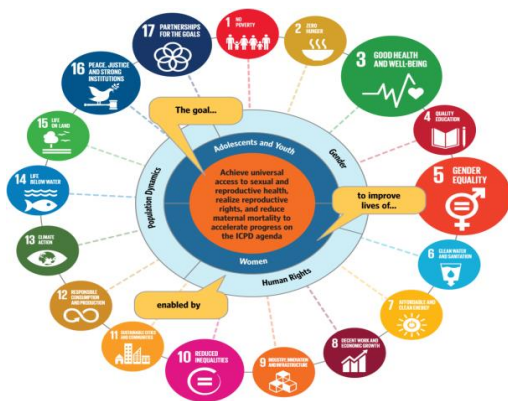 1 NO
POVERTY
2 ZERO
HUNGER
3 GOOD HEALTH
AND WELL-BEING
4 QUALITY
EDUCATION
5 GENDER
EQUALITY
6 CLEAN WATER
AND SANITATION
7 AFFORDABLE AND
CLEAN ENERGY
8 DECENT WORK AND
ECONOMIC GROWTH
9 INDUSTRY, INNOVATION
AND INFRASTRUCTURE
10 REDUCED
INEQUALITIES
11 SUSTAINABLE CITIES
AND COMMUNITIES
12 RESPONSIBLE
CONSUMPTION
AND PRODUCTION
13 CLIMATE
ACTION
14 LIFE
BELOW WATER
15 LIFE
ON LAND
16 PEACE, JUSTICE
AND STRONG
INSTITUTIONS
17 PARTNERSHIPS
FOR THE GOALS
The goal...
Adolescents and Youth
Gender
Population Dynamics
Achieve universal
access to sexual and
reproductive health,
realize reproductive
rights, and reduce
maternal mortality to
accelerate progress on
the ICPD agenda
to improve
lives of...
Women
Human Rights
enabled by